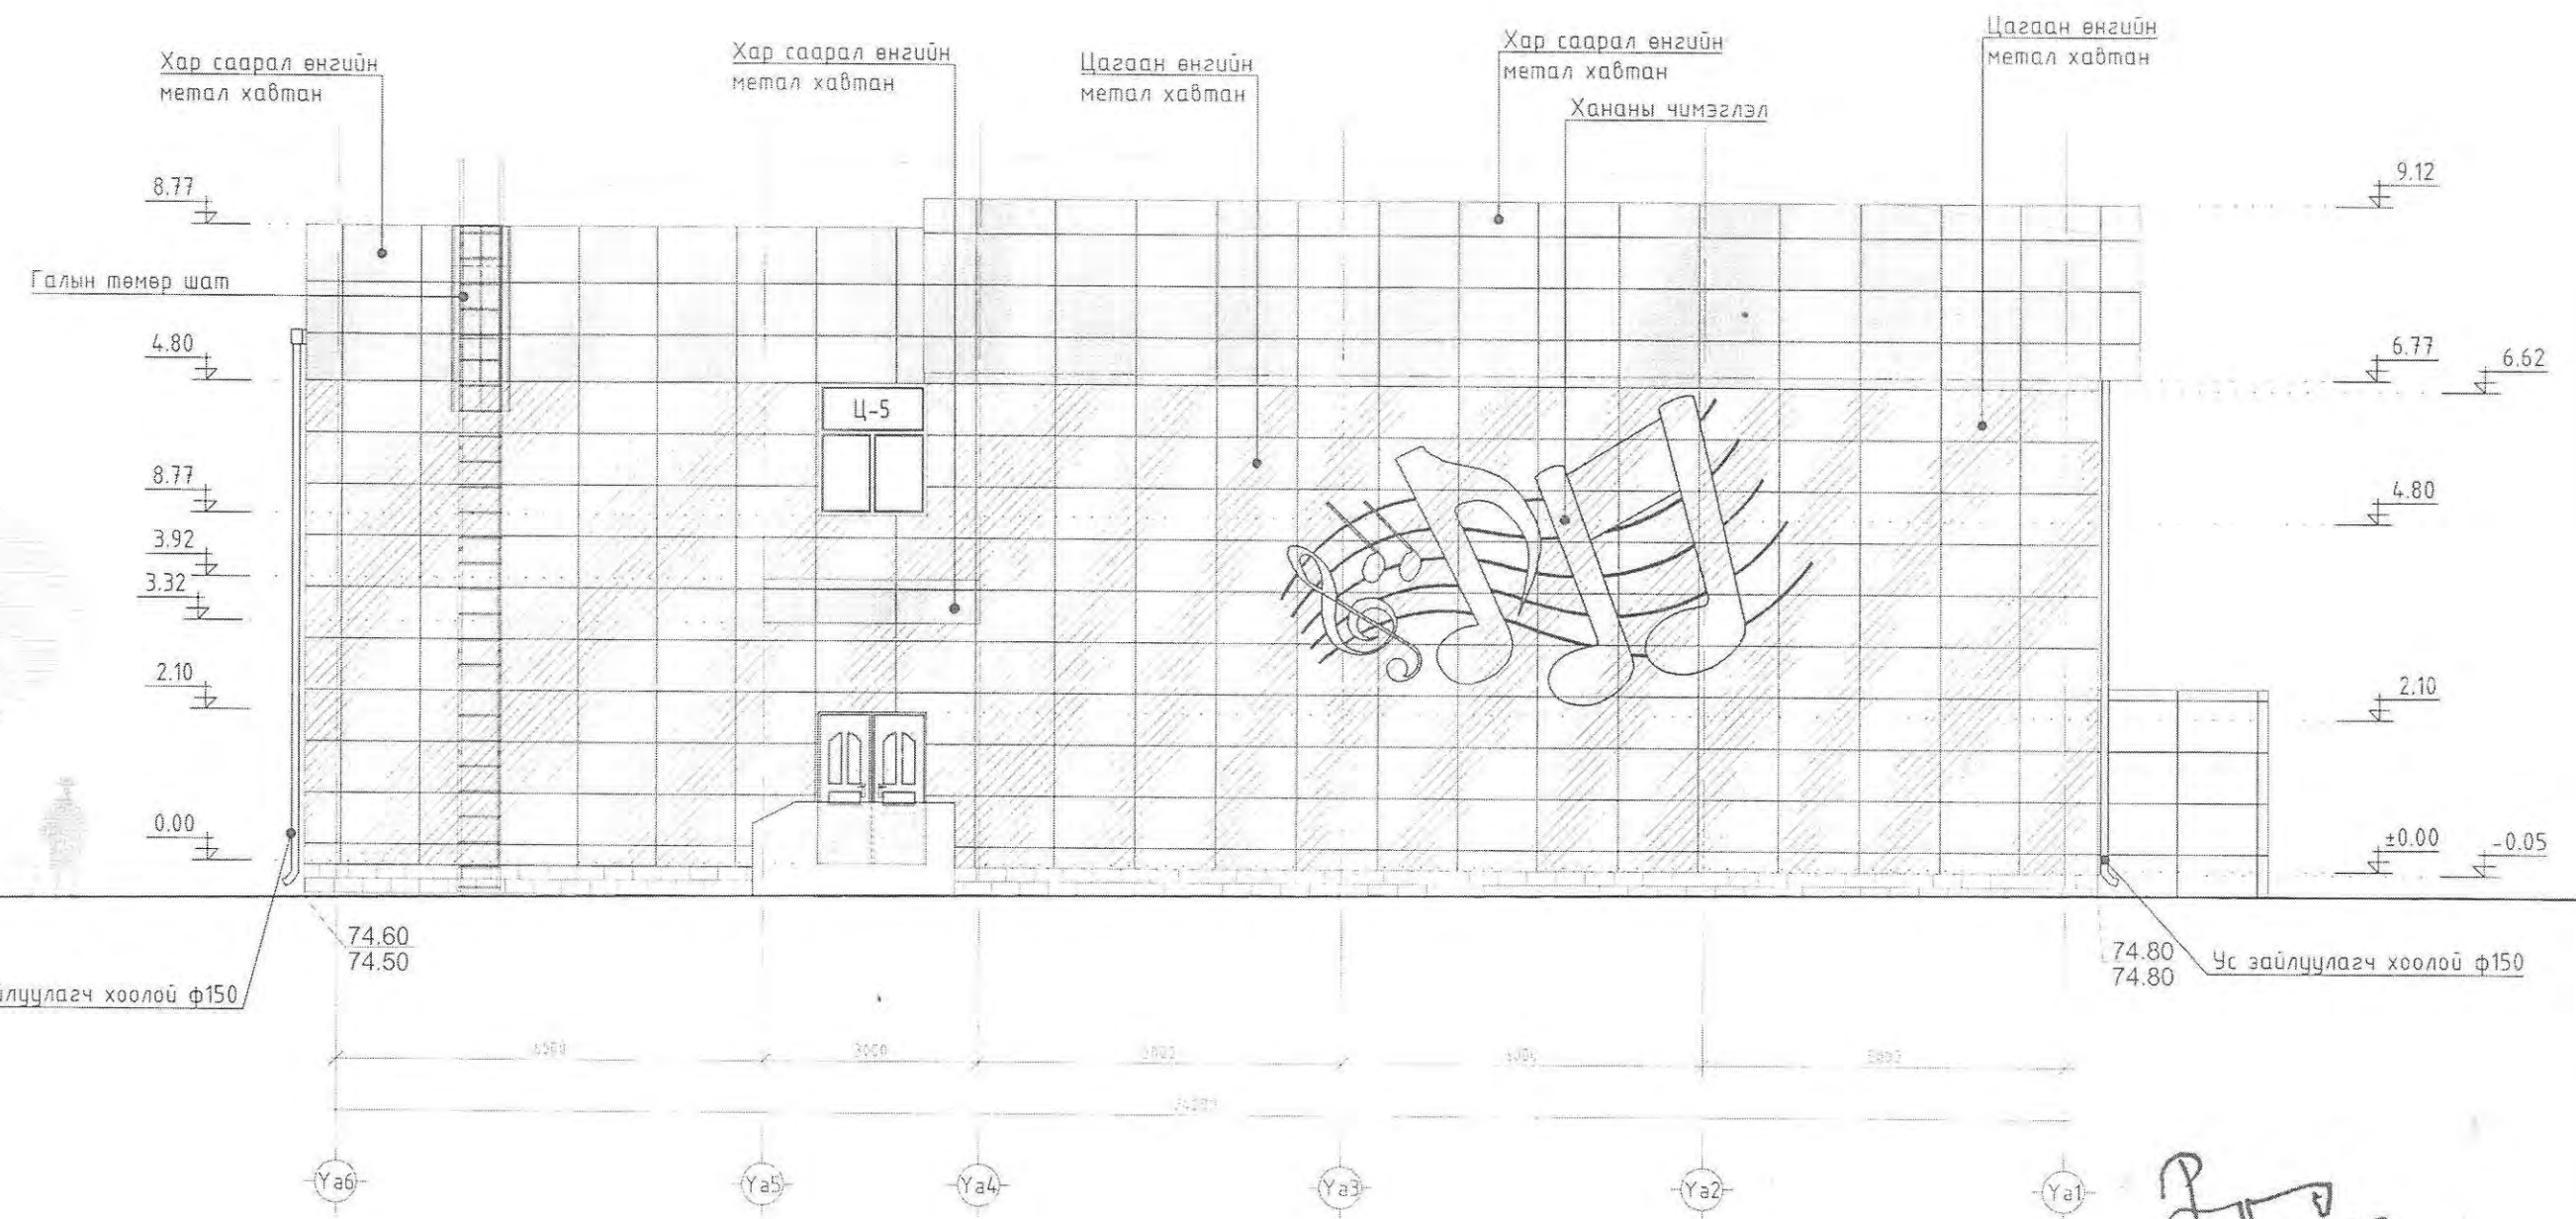 Хар саарал өнгийн
метал хавтан
Хар саарал өнгийн
метал хавтан
Цагаан өнгийн
метал хавтан
Хар саарал өнгийн
метал хавтан
Хананы чимэглэл
Цагаан өнгийн
метал хавтан
8.77
9.12
Галын төмөр шат
4.80
6.77
6.62
Ц-5
8.77
4.80
3.92
3.32
2.10
2.10
0.00
±0.00
-0.05
74.60
74.50
74.80
74.80
Ус зайлуулагч хоолой ф150
хоолой ф150
3000
Ya6
Ya5
Ya4
Ya3
Ya2
Ya1